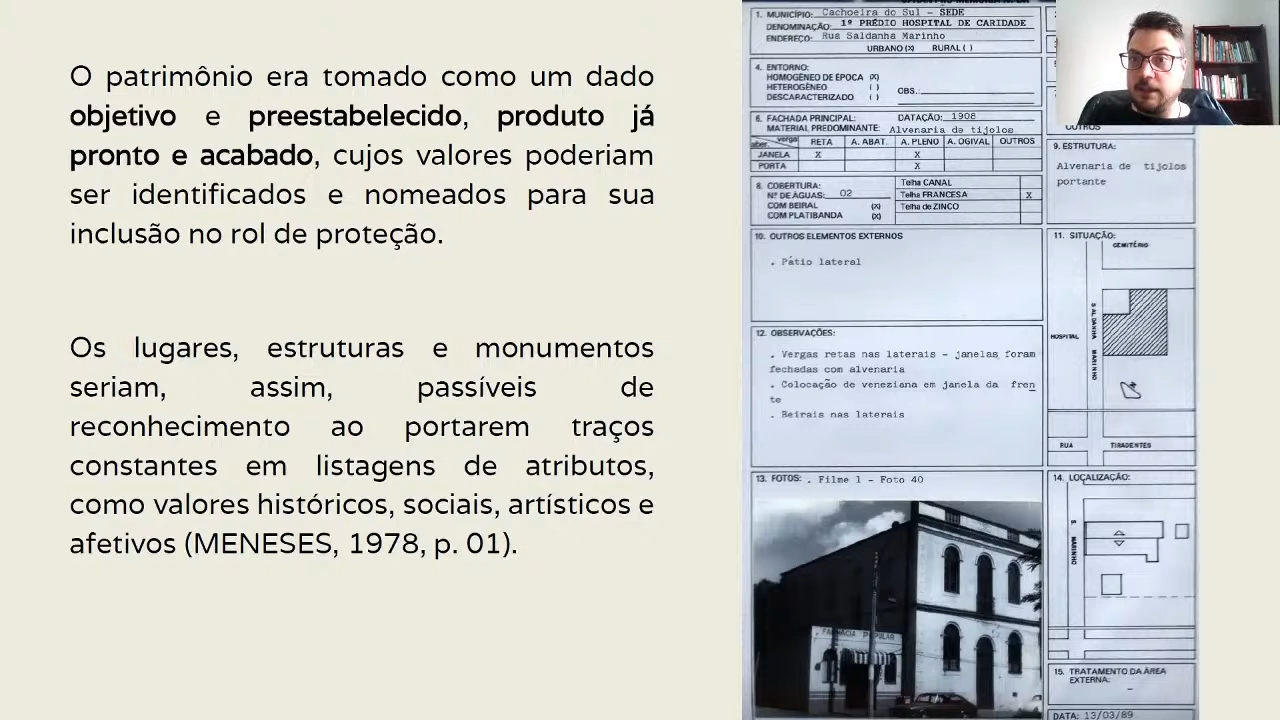 O patrimônio era tomado como um dado
objetivo e preestabelecido, produto já
pronto e acabado, cujos valores poderiam
ser identificados e nomeados para sua
inclusão no rol de proteção.
Os lugares, estruturas e monumentos
seriam, assim, passíveis de
reconhecimento ao portarem traços
constantes em listagens de atributos,
como valores históricos, sociais, artísticos e
afetivos (MENESES, 1978, p. 01).
1. MUNICÍPIO: Cachoeira do Sul - SEDE
DENOMINAÇÃO: 1º PRÉDIO HOSPITAL DE CARIDADE
ENDEREÇO: Rua Saldanha Marinho
URBANO (X) RURAL ( )
4. ENTORNO:
HOMOGÊNEO DE ÉPOCA (X)
HETEROGÊNEO ( )
DESCARACTERIZADO ( )
OBS.:
6. FACHADA PRINCIPAL: DATAÇÃO: 1908
MATERIAL PREDOMINANTE: Alvenaria de tijolos
verga
aber. RETA A. ABAT. A. PLENO A. OGIVAL OUTROS
JANELA X X
PORTA X
8. COBERTURA:
Nº DE ÁGUAS: 02
COM BEIRAL (X)
COM PLATIBANDA (X)
Telha CANAL
Telha FRANCESA X
Telha de ZINCO
OUTROS
9. ESTRUTURA:
Alvenaria de tijolos
portante
10. OUTROS ELEMENTOS EXTERNOS
. Pátio lateral
11. SITUAÇÃO:
CEMITÉRIO
HOSPITAL
SALDANHA MARINHO
RUA TIRADENTES
12. OBSERVAÇÕES:
. Vergas retas nas laterais - janelas foram
fechadas com alvenaria
. Colocação de veneziana em janela da fren
te
. Beirais nas laterais
13. FOTOS: . Filme 1 - Foto 40
FARMACIA POPULAR
14. LOCALIZAÇÃO:
S. MARINHO
15. TRATAMENTO DA ÁREA
EXTERNA: -
DATA: 13/03/89